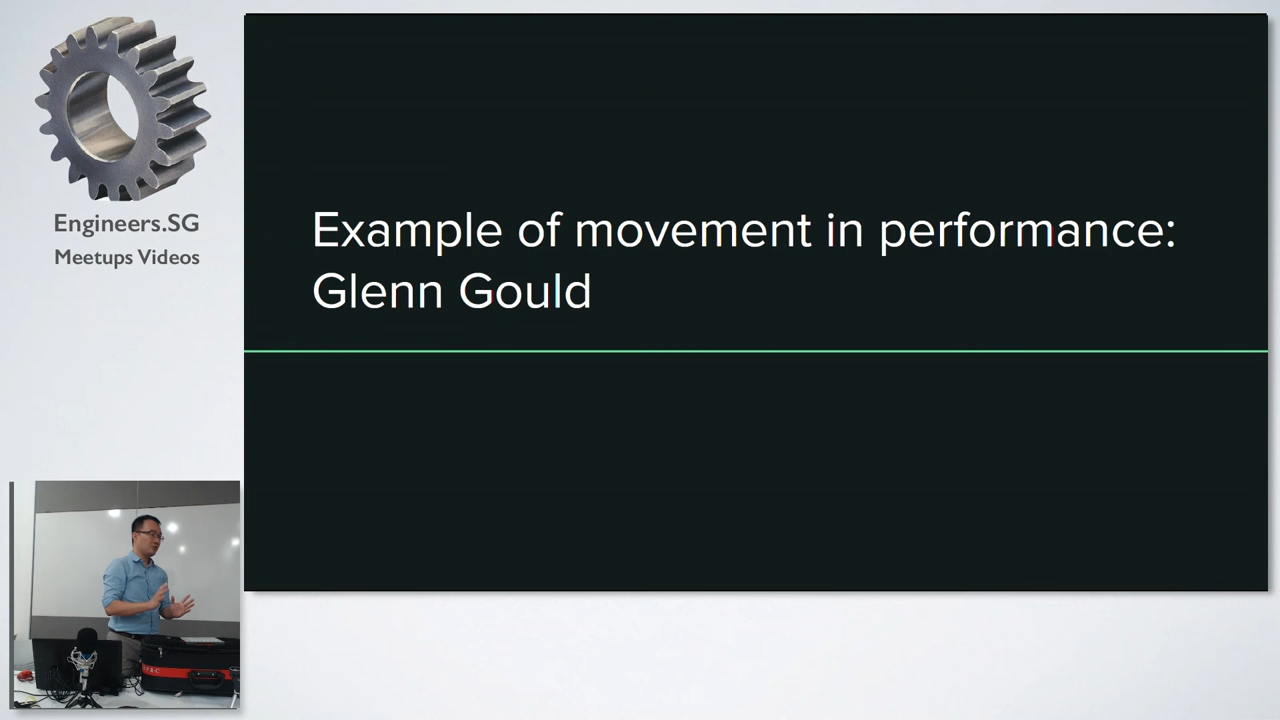 Engineers.SG
Meetups Videos
Example of movement in performance:
Glenn Gould